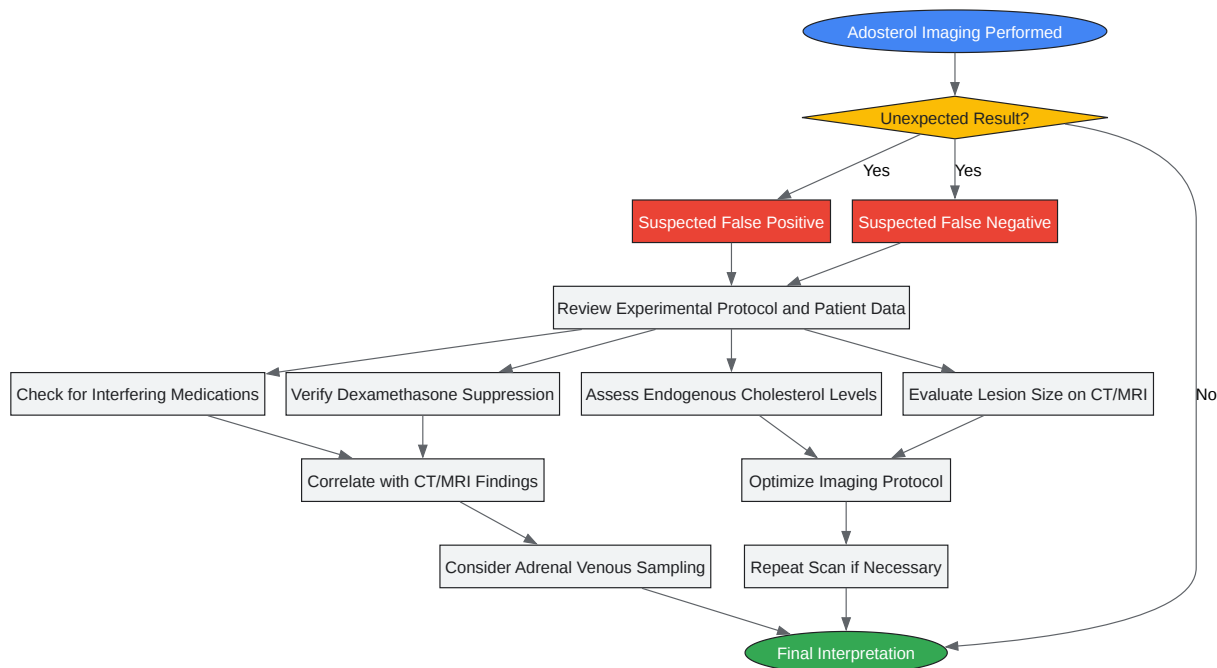 Adosterol Imaging Performed
Unexpected Result?
Yes
Yes
Suspected False Positive
Suspected False Negative
Review Experimental Protocol and Patient Data
Check for Interfering Medications
Verify Dexamethasone Suppression
Assess Endogenous Cholesterol Levels
Evaluate Lesion Size on CT/MRI
No
Correlate with CT/MRI Findings
Optimize Imaging Protocol
Consider Adrenal Venous Sampling
Repeat Scan if Necessary
Final Interpretation